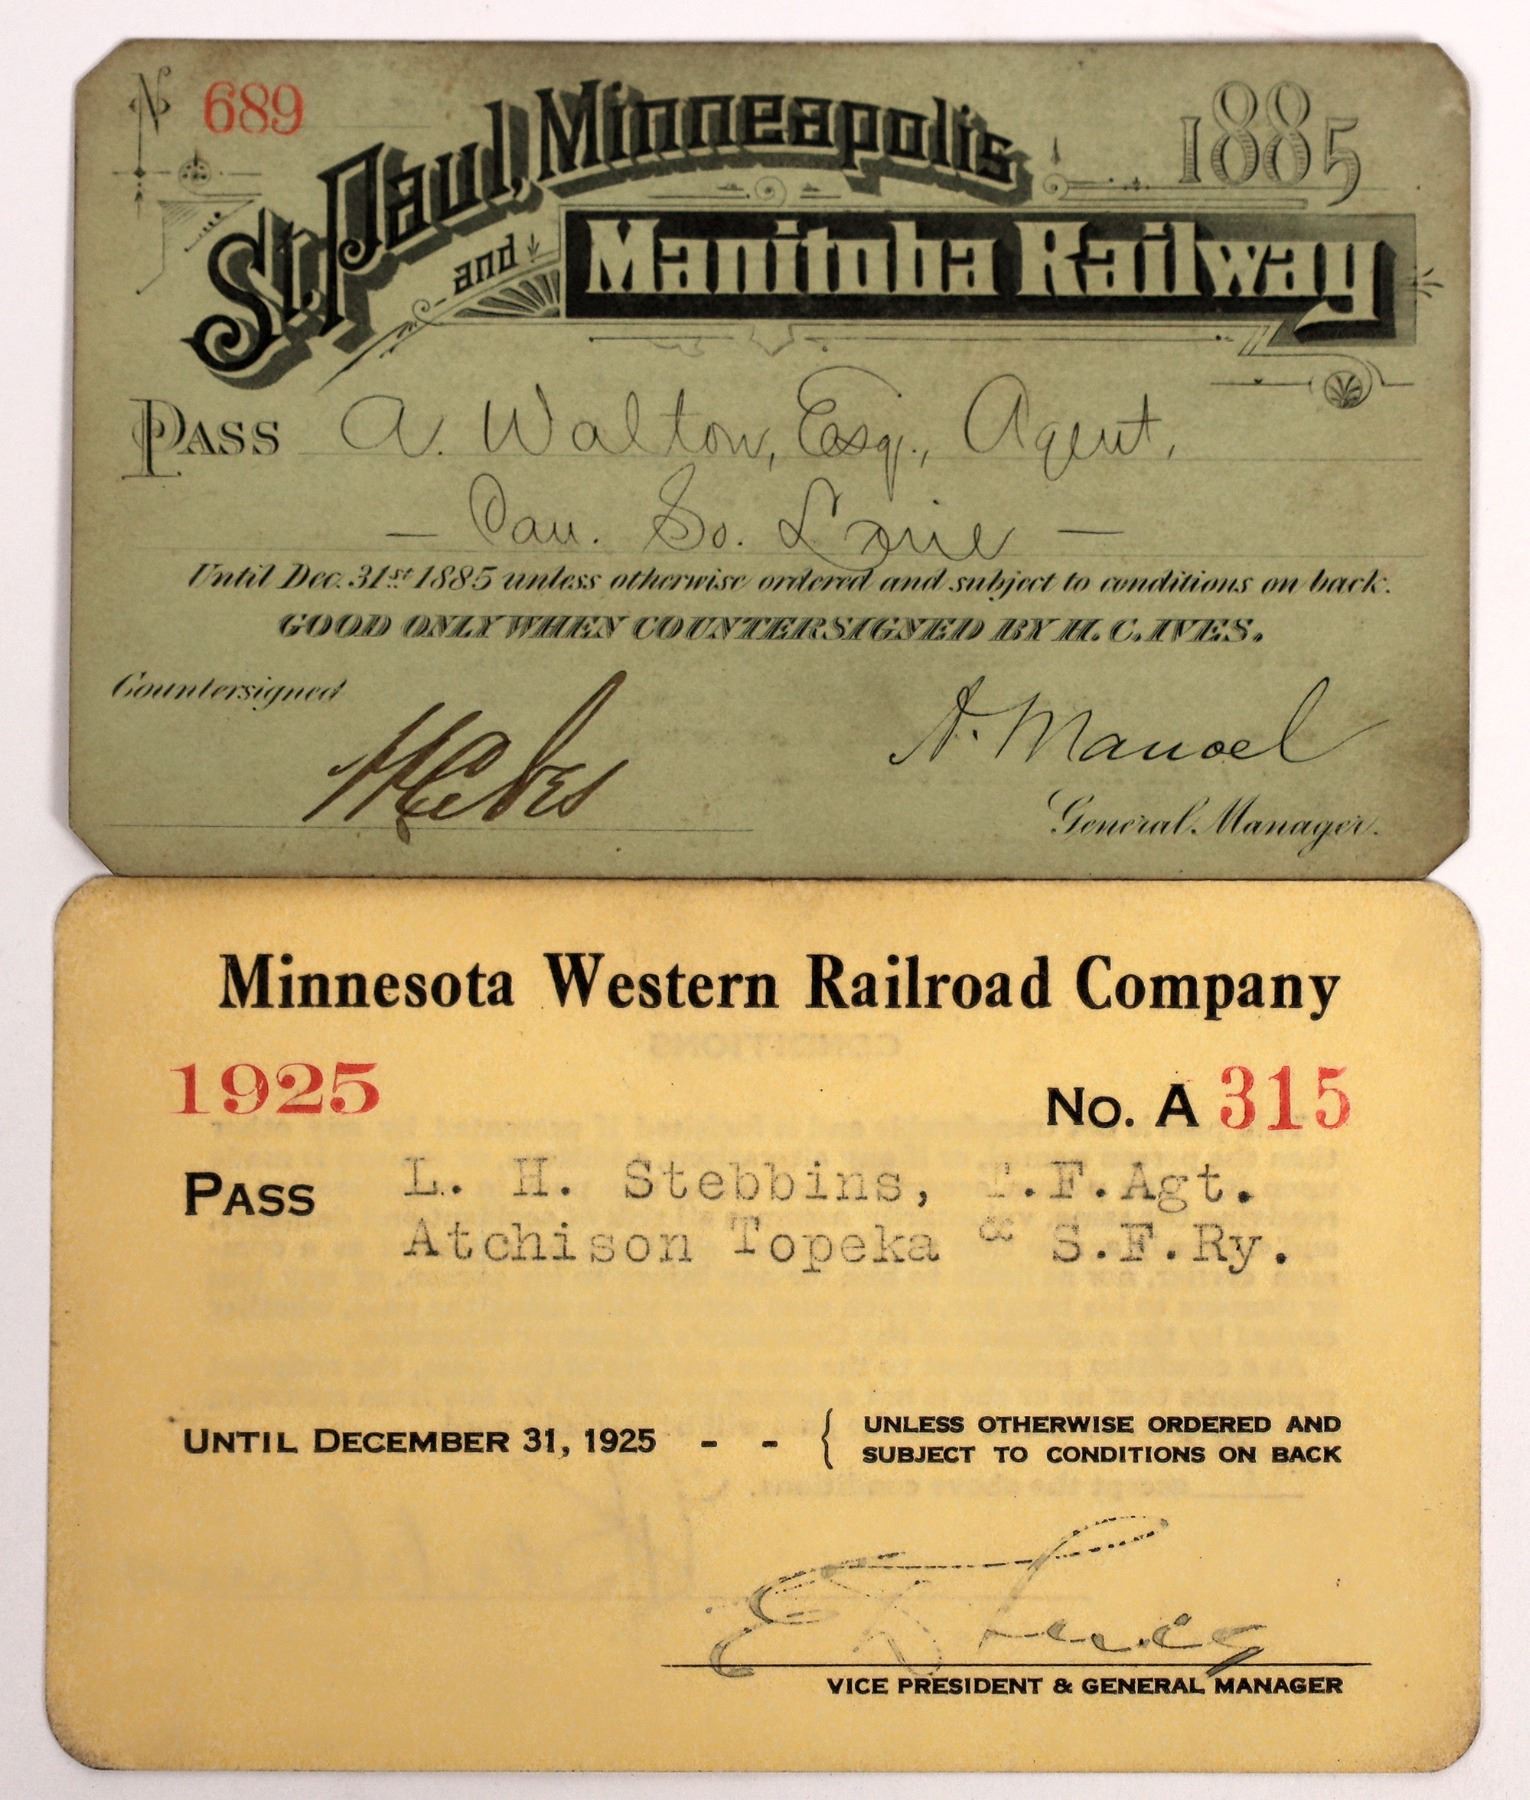 No 689
1885
St. Paul, Minneapolis
and Manitoba Railway
PASS A. Walton, Esq., Agent,
— Can. So. Line —
Until Dec. 31st 1885 unless otherwise ordered and subject to conditions on back.
GOOD ONLY WHEN COUNTERSIGNED BY H. C. IVES.
Countersigned
H C Ives
A. Manvel
General Manager.
Minnesota Western Railroad Company
1925
No. A 315
PASS L. H. Stebbins, T.F.Agt.
Atchison Topeka & S.F.Ry.
UNTIL DECEMBER 31, 1925 - - { UNLESS OTHERWISE ORDERED AND
SUBJECT TO CONDITIONS ON BACK
VICE PRESIDENT & GENERAL MANAGER